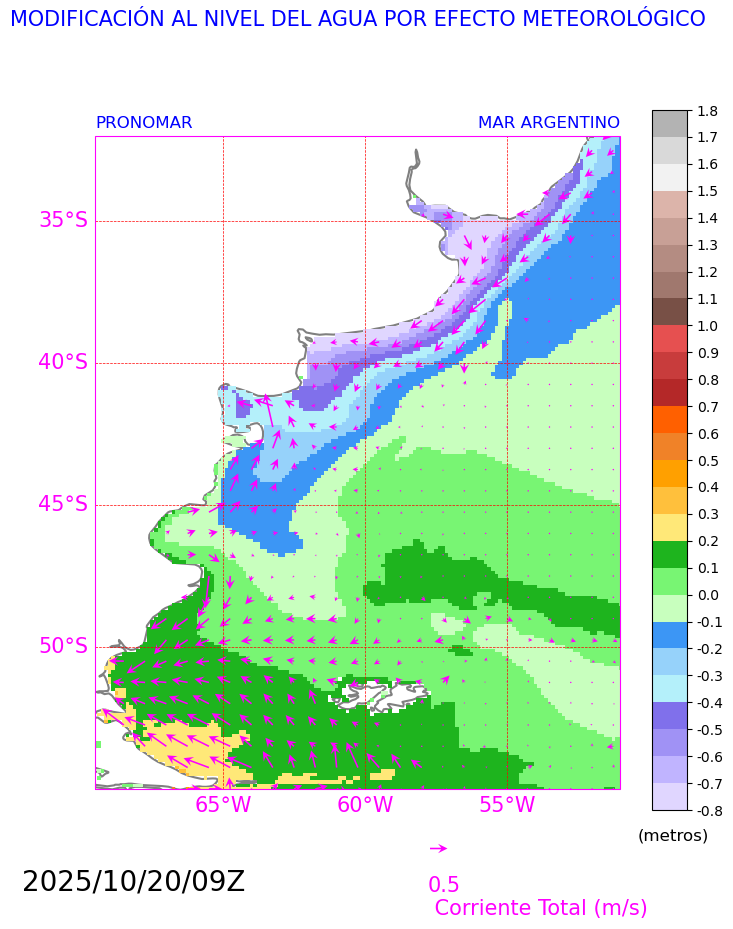 MODIFICACIÓN AL NIVEL DEL AGUA POR EFECTO METEOROLÓGICO
PRONOMAR
MAR ARGENTINO
35°S
40°S
45°S
50°S
65°W
60°W
55°W
1.8
1.7
1.6
1.5
1.4
1.3
1.2
1.1
1.0
0.9
0.8
0.7
0.6
0.5
0.4
0.3
0.2
0.1
0.0
-0.1
-0.2
-0.3
-0.4
-0.5
-0.6
-0.7
-0.8
(metros)
2025/10/20/09Z
0.5
Corriente Total (m/s)